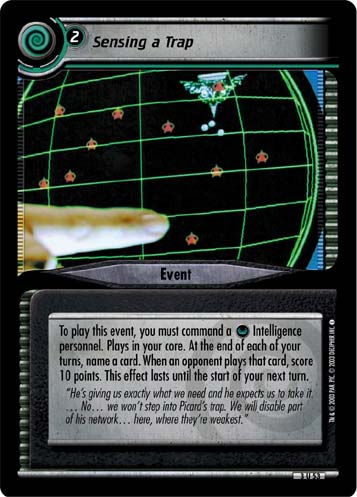 2 Sensing a Trap
Event
To play this event, you must command a Intelligence
personnel. Plays in your core. At the end of each of your
turns, name a card. When an opponent plays that card, score
10 points. This effect lasts until the start of your next turn.
"He's giving us exactly what we need and he expects us to take it.
... No... we won't step into Picard's trap. We will disable part
of his network... here, where they're weakest."
TM & © 2003 PAR. PIC. © 2003 DECIPHER INC.
3 U 53